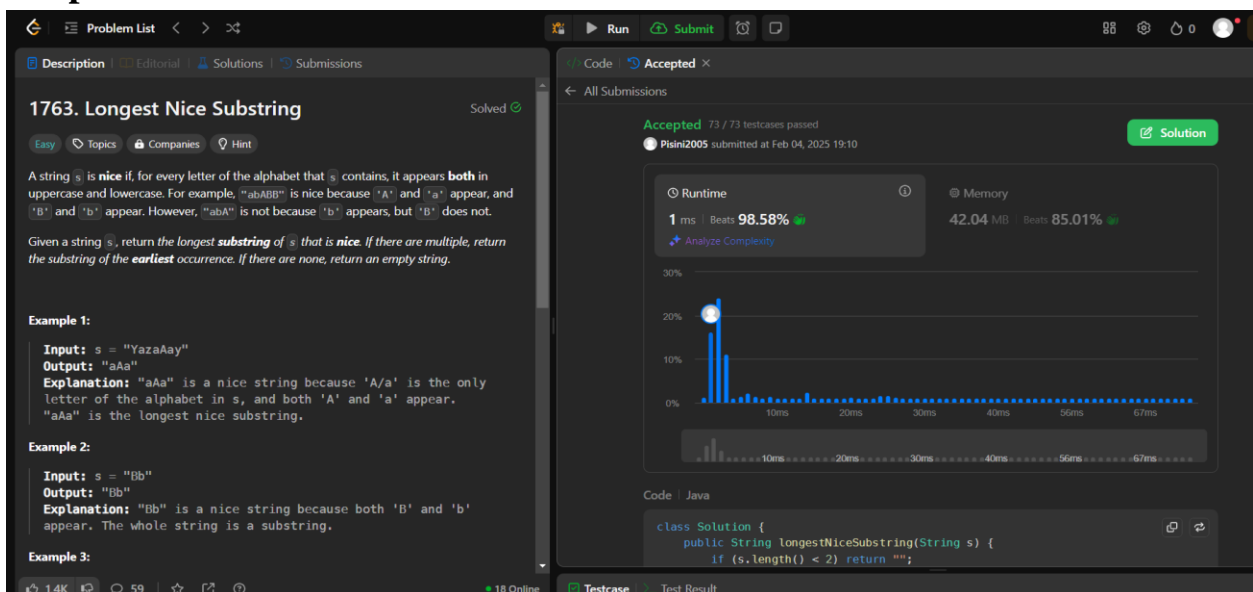 Problem List
Run
Submit
0
Description | Editorial | Solutions | Submissions
1763. Longest Nice Substring
Solved
Easy Topics Companies Hint
A string s is nice if, for every letter of the alphabet that s contains, it appears both in
uppercase and lowercase. For example, "abABB" is nice because 'A' and 'a' appear, and
'B' and 'b' appear. However, "abA" is not because 'b' appears, but 'B' does not.
Given a string s, return the longest substring of s that is nice. If there are multiple, return
the substring of the earliest occurrence. If there are none, return an empty string.
Example 1:
Input: s = "YazaAay"
Output: "aAa"
Explanation: "aAa" is a nice string because 'A/a' is the only
letter of the alphabet in s, and both 'A' and 'a' appear.
"aAa" is the longest nice substring.
Example 2:
Input: s = "Bb"
Output: "Bb"
Explanation: "Bb" is a nice string because both 'B' and 'b'
appear. The whole string is a substring.
Example 3:
1.4K 59
18 Online
</> Code | Accepted ×
← All Submissions
Accepted 73 / 73 testcases passed
Pisini2005 submitted at Feb 04, 2025 19:10
Solution
Runtime
1 ms | Beats 98.58%
Analyze Complexity
Memory
42.04 MB | Beats 85.01%
30%
20%
10%
0%
10ms 20ms 30ms 40ms 56ms 67ms
10ms 20ms 30ms 40ms 56ms 67ms
Code | Java
class Solution {
public String longestNiceSubstring(String s) {
if (s.length() < 2) return "";
Testcase | Test Result